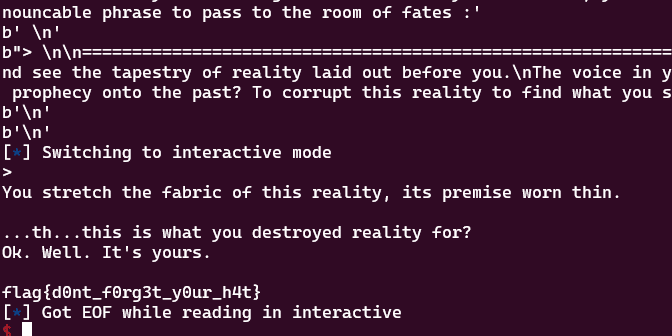 nouncable phrase to pass to the room of fates :'
b' \n'
b"> \n\n===========================================================
nd see the tapestry of reality laid out before you.\nThe voice in y
prophecy onto the past? To corrupt this reality to find what you s
b'\n'
b'\n'
[*] Switching to interactive mode
>
You stretch the fabric of this reality, its premise worn thin.
...th...this is what you destroyed reality for?
Ok. Well. It's yours.
flag{d0nt_f0rg3t_y0ur_h4t}
[*] Got EOF while reading in interactive
$